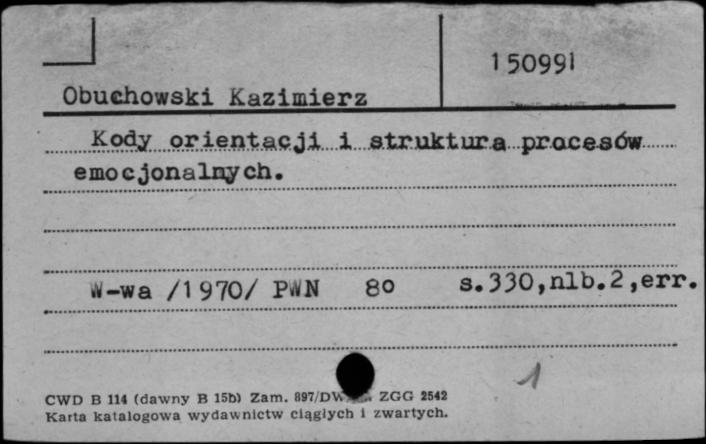 150991
Obuchowski Kazimierz
Kody orientacji i struktura procesów
emocjonalnych.
W-wa /1970/ PWN 8o s.330,nlb.2,err.
1
CWD B 114 (dawny B 15b) Zam. 897/DW ZGG 2542
Karta katalogowa wydawnictw ciągłych i zwartych.